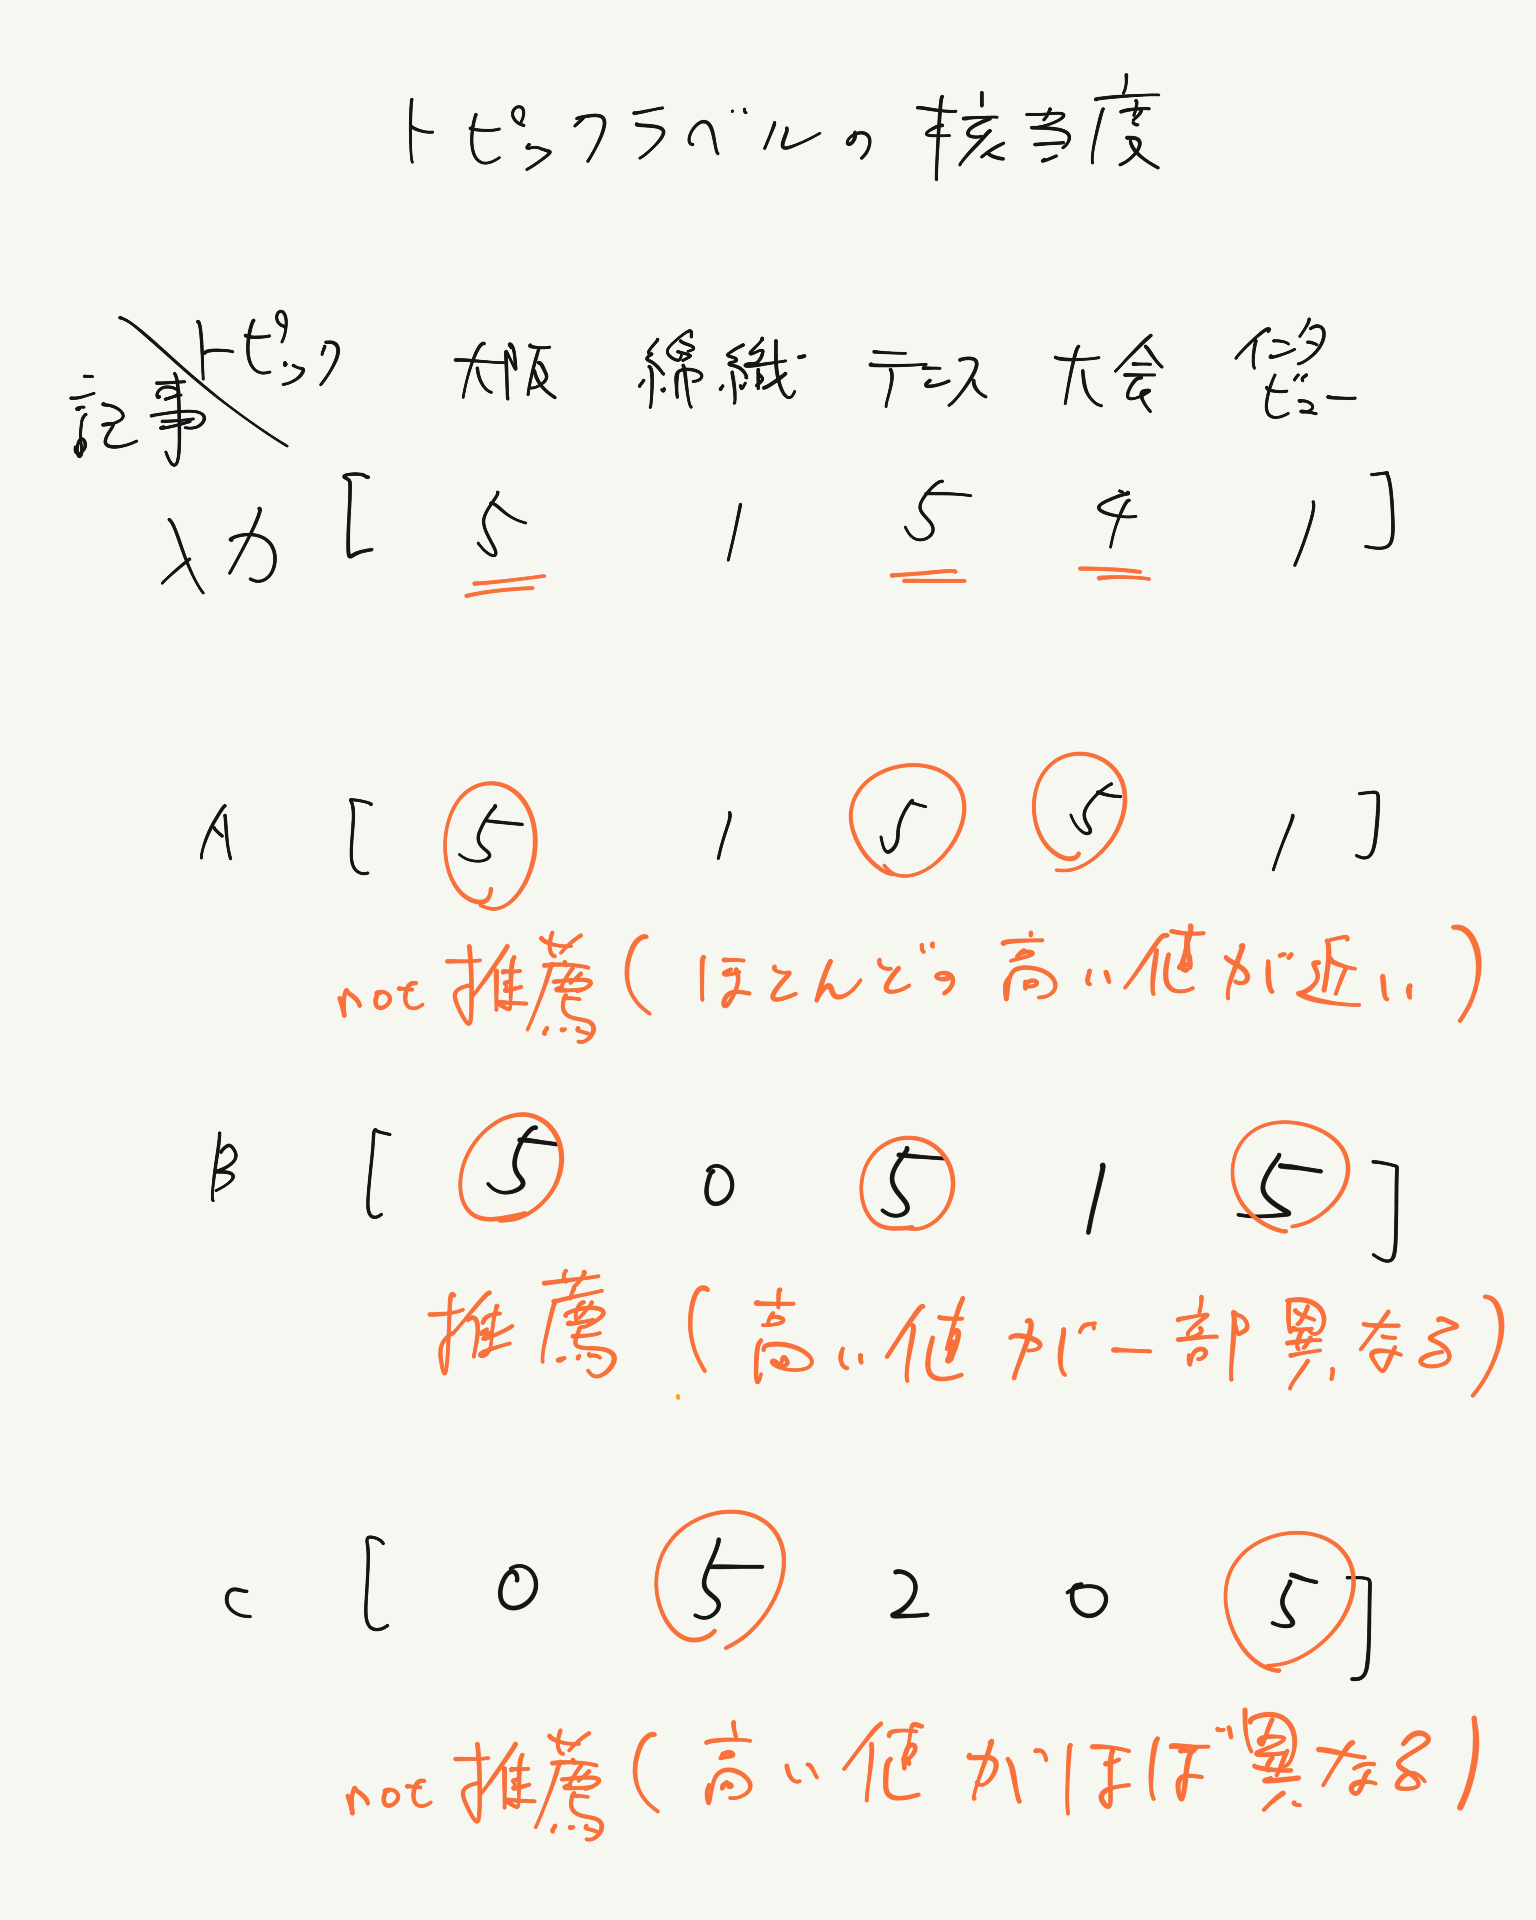 トピックラベルの核当度
トピック 大阪 綿織 テニス 大会 インタビュー
記事
入力 [ 5 1 5 4 1 ]
A [ 5 1 5 5 1 ]
not 推薦 ( ほとんどの高い値が近い )
B [ 5 0 5 1 5 ]
推薦 ( 高い値が一部異なる )
C [ 0 5 2 0 5 ]
not 推薦 ( 高い値がほぼ異なる )